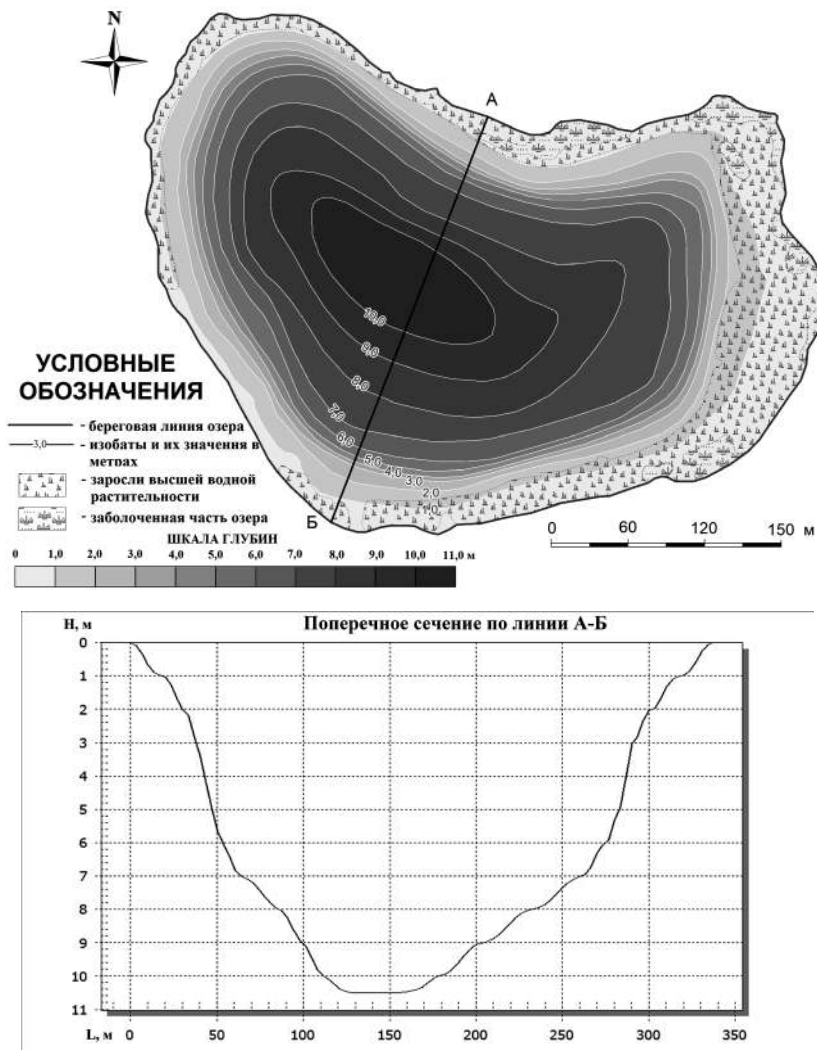 N
А
10,0
9,0
8,0
7,0
6,0
5,0
4,0
3,0
2,0
1,0
Б
УСЛОВНЫЕ
ОБОЗНАЧЕНИЯ
- береговая линия озера
3,0 - изобаты и их значения в
метрах
- заросли высшей водной
растительности
- заболоченная часть озера
0 60 120 150 м
ШКАЛА ГЛУБИН
0 1,0 2,0 3,0 4,0 5,0 6,0 7,0 8,0 9,0 10,0 11,0 м
Н, м
Поперечное сечение по линии А-Б
0
1
2
3
4
5
6
7
8
9
10
11
L, м 0 50 100 150 200 250 300 350